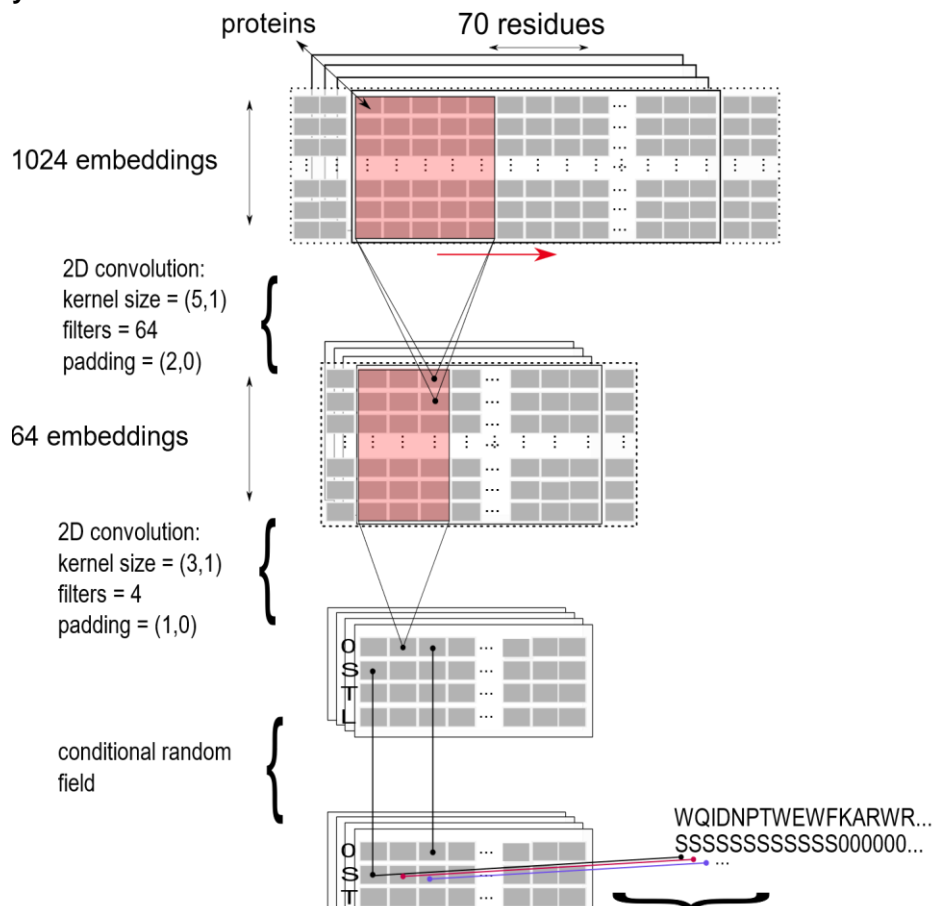 proteins
70 residues
1024 embeddings
2D convolution:
kernel size = (5,1)
filters = 64
padding = (2,0)
64 embeddings
2D convolution:
kernel size = (3,1)
filters = 4
padding = (1,0)
O
S
T
L
conditional random
field
WQIDNPTWEWFKARWR...
SSSSSSSSSSSSS000000...
...
O
S
T